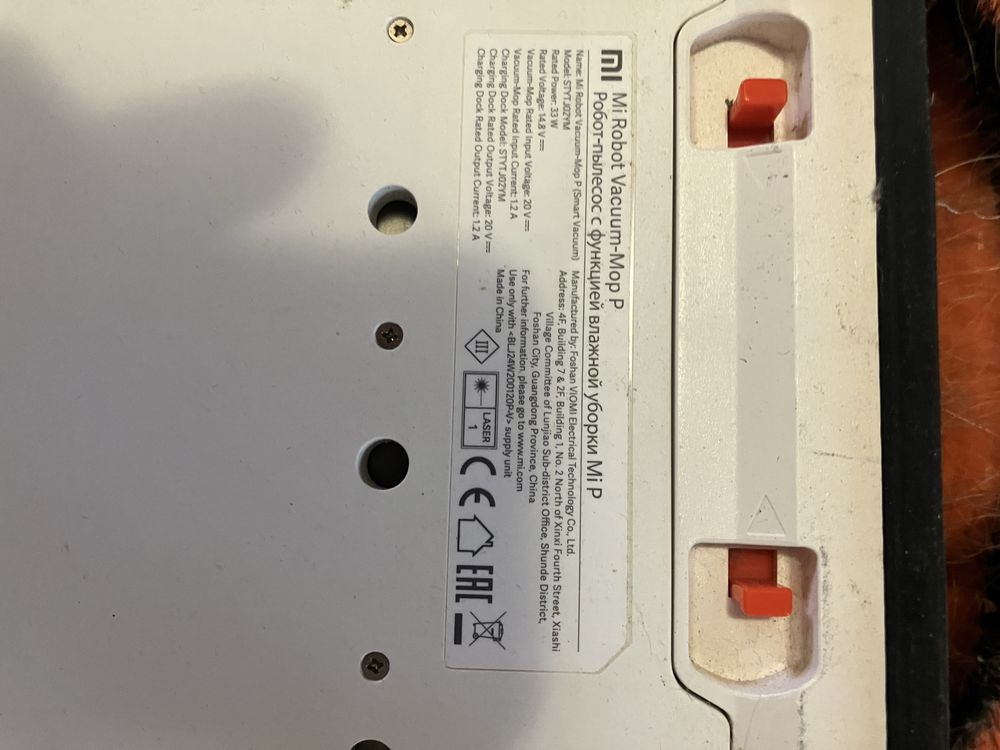 MI Mi Robot Vacuum-Mop P
Робот-пылесос с функцией влажной уборки Mi P
Name: Mi Robot Vacuum-Mop P (Smart Vacuum)
Model: STYTJ02YM
Rated Power: 33 W
Rated Voltage: 14.8 V ⎓
Vacuum-Mop Rated Input Voltage: 20 V ⎓
Vacuum-Mop Rated Input Current: 1.2 A
Charging Dock Model: STYTJ02YM
Charging Dock Rated Output Voltage: 20 V ⎓
Charging Dock Rated Output Current: 1.2 A
Manufactured by: Foshan VIOMI Electrical Technology Co., Ltd.
Address: 4F, Building 7 & 2F, Building 1, No. 2 North of Xinxi Fourth Street, Xiashi
Village Committee of Lunjiao Sub-district Office, Shunde District,
Foshan City, Guangdong Province, China
For further information, please go to www.mi.com
Use only with <BLJ24W200120P-V> supply unit
Made in China
III
LASER
1
CE
EAC